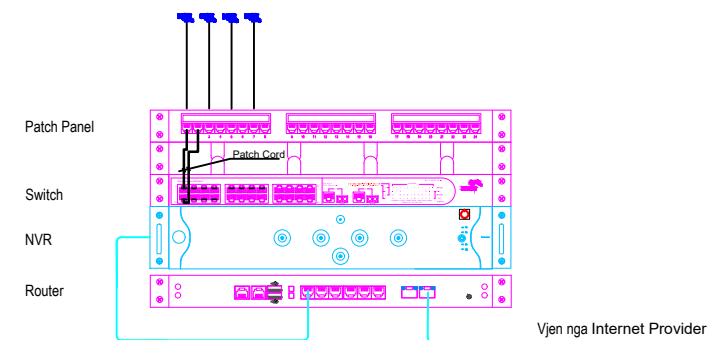 Patch Panel
Patch Cord
Switch
NVR
Router
Vjen nga Internet Provider